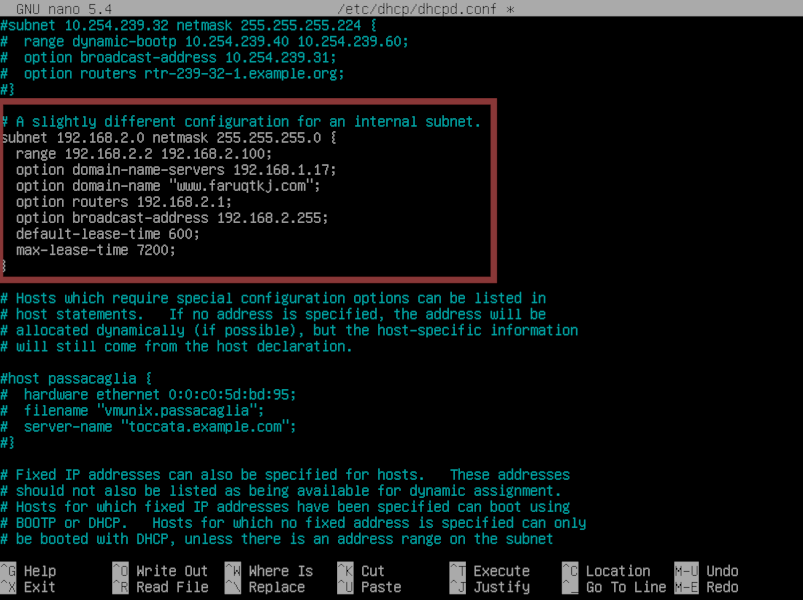 GNU nano 5.4 /etc/dhcp/dhcpd.conf *
#subnet 10.254.239.32 netmask 255.255.255.224 {
#  range dynamic-bootp 10.254.239.40 10.254.239.60;
#  option broadcast-address 10.254.239.31;
#  option routers rtr-239-32-1.example.org;
#}
# A slightly different configuration for an internal subnet.
subnet 192.168.2.0 netmask 255.255.255.0 {
  range 192.168.2.2 192.168.2.100;
  option domain-name-servers 192.168.1.17;
  option domain-name "www.faruqtkj.com";
  option routers 192.168.2.1;
  option broadcast-address 192.168.2.255;
  default-lease-time 600;
  max-lease-time 7200;
}
# Hosts which require special configuration options can be listed in
# host statements.   If no address is specified, the address will be
# allocated dynamically (if possible), but the host-specific information
# will still come from the host declaration.
#host passacaglia {
#  hardware ethernet 0:0:c0:5d:bd:95;
#  filename "vmunix.passacaglia";
#  server-name "toccata.example.com";
#}
# Fixed IP addresses can also be specified for hosts.   These addresses
# should not also be listed as being available for dynamic assignment.
# Hosts for which fixed IP addresses have been specified can boot using
# BOOTP or DHCP.   Hosts for which no fixed address is specified can only
# be booted with DHCP, unless there is an address range on the subnet
^G Help ^O Write Out ^W Where Is ^K Cut ^T Execute ^C Location M-U Undo
^X Exit ^R Read File ^\ Replace ^U Paste ^J Justify ^_ Go To Line M-E Redo